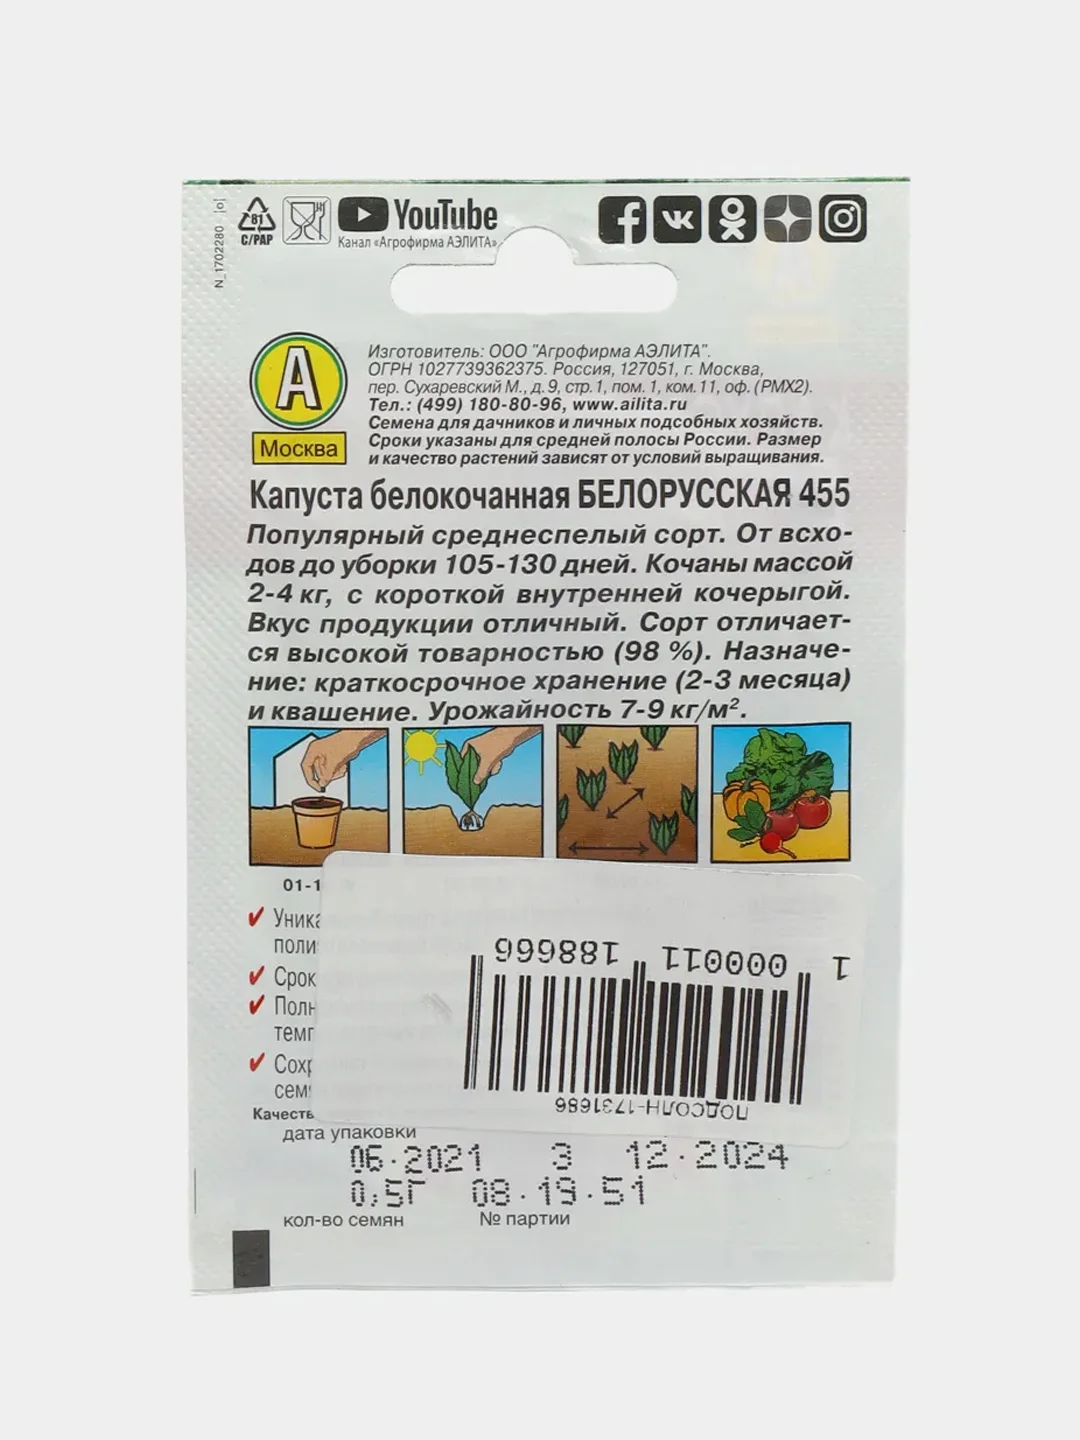 N_1702280 |о|
81
C/PAP
YouTube
Канал «Агрофирма АЭЛИТА»
А
Москва
Изготовитель: ООО "Агрофирма АЭЛИТА".
ОГРН 1027739362375. Россия, 127051, г. Москва,
пер. Сухаревский М., д. 9, стр. 1, пом. 1, ком. 11, оф. (РМХ2).
Тел.: (499) 180-80-96, www.ailita.ru
Семена для дачников и личных подсобных хозяйств.
Сроки указаны для средней полосы России. Размер
и качество растений зависят от условий выращивания.
Капуста белокочанная БЕЛОРУССКАЯ 455
Популярный среднеспелый сорт. От всхо-
дов до уборки 105-130 дней. Кочаны массой
2-4 кг, с короткой внутренней кочерыгой.
Вкус продукции отличный. Сорт отличает-
ся высокой товарностью (98 %). Назначе-
ние: краткосрочное хранение (2-3 месяца)
и квашение. Урожайность 7-9 кг/м².
1 000011 188666
ПОДСОЛН-1731686
дата упаковки
06.2021 3 12.2024
0,5Г 08.19.51
кол-во семян № партии